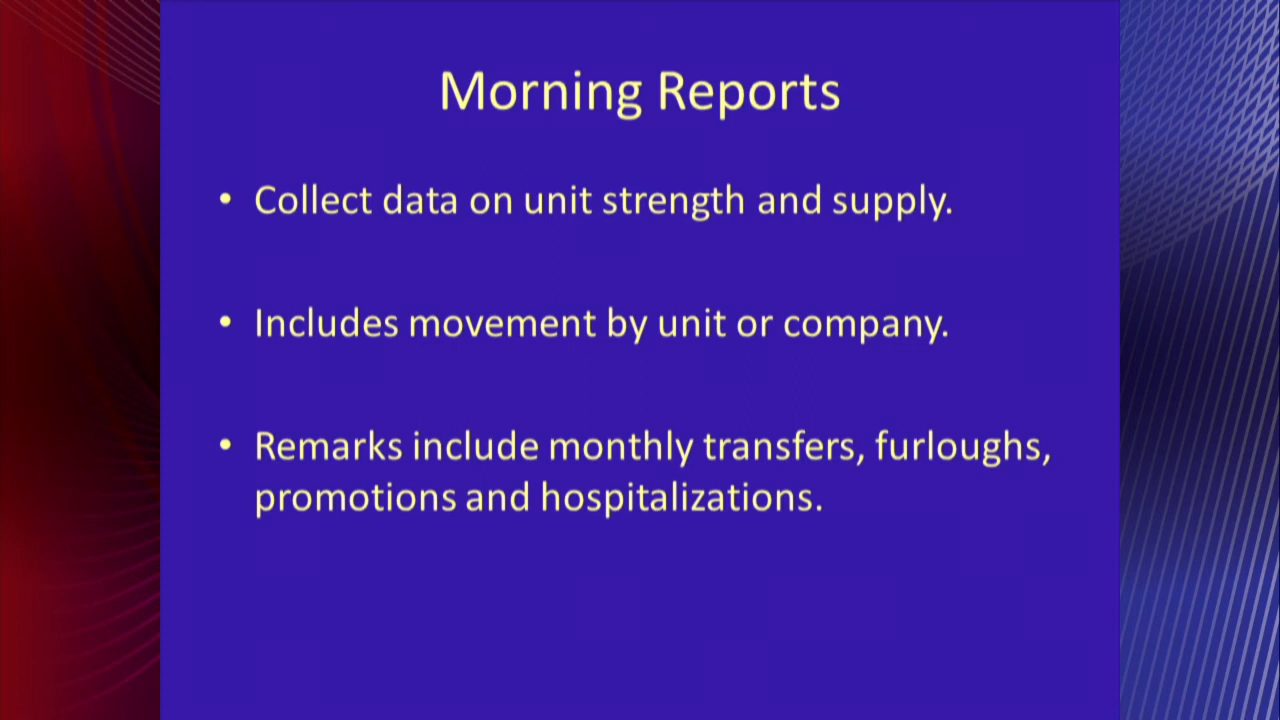 Morning Reports
• Collect data on unit strength and supply.
• Includes movement by unit or company.
• Remarks include monthly transfers, furloughs,
promotions and hospitalizations.